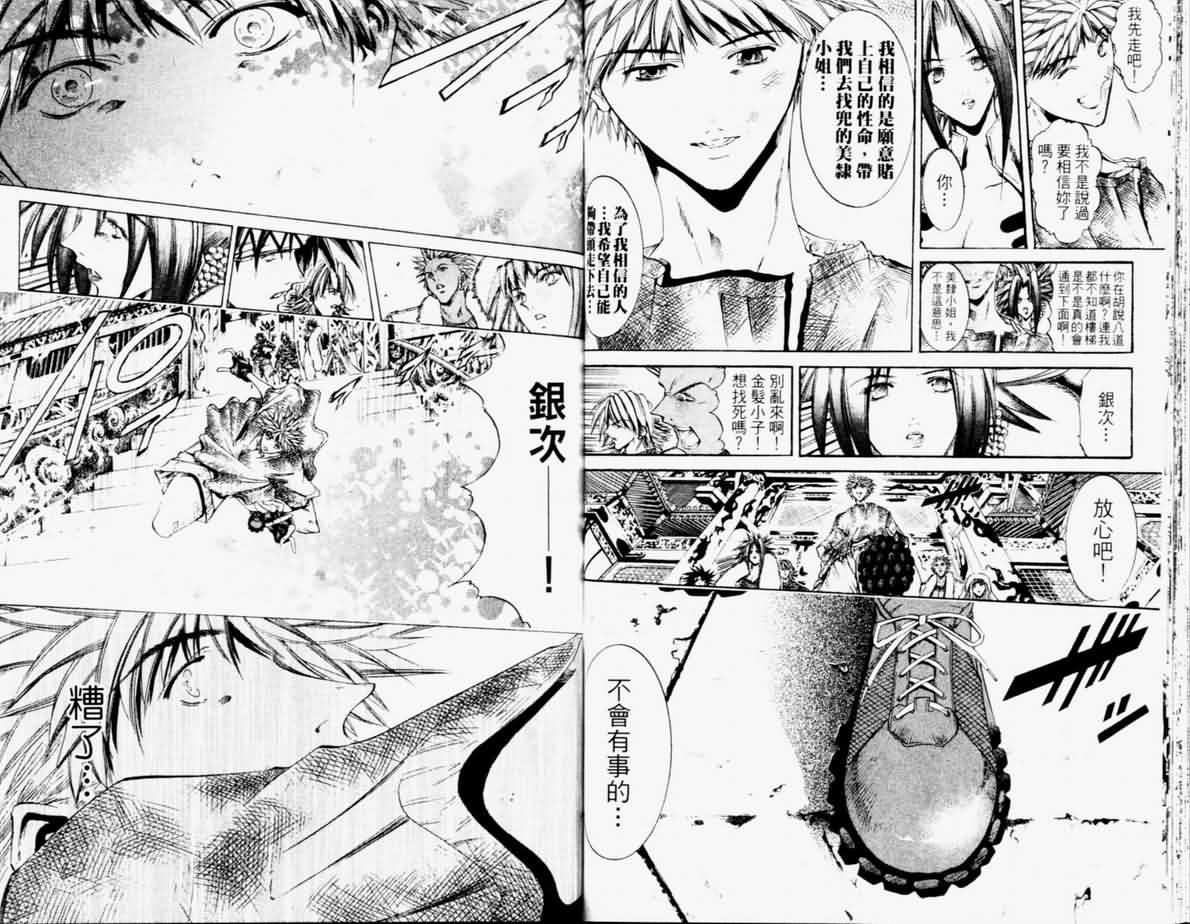 我先走吧！
我不是說過
要相信妳了
嗎？
你…
我相信的是願意賭
上自己的性命，帶
我們去找兜的美隸
小姐…
為了我相信的人
…我希望自己能
夠帶頭走下去…
你在胡說八道
什麼啊？連我
都不知道樓梯
是不是真的會
通到下面啊！
美隸小姐，我
不是這意思…
銀次…
別亂來啊！
金髮小子！
想找死嗎？
放心吧！
不會有事的…
銀次——！
糟了…